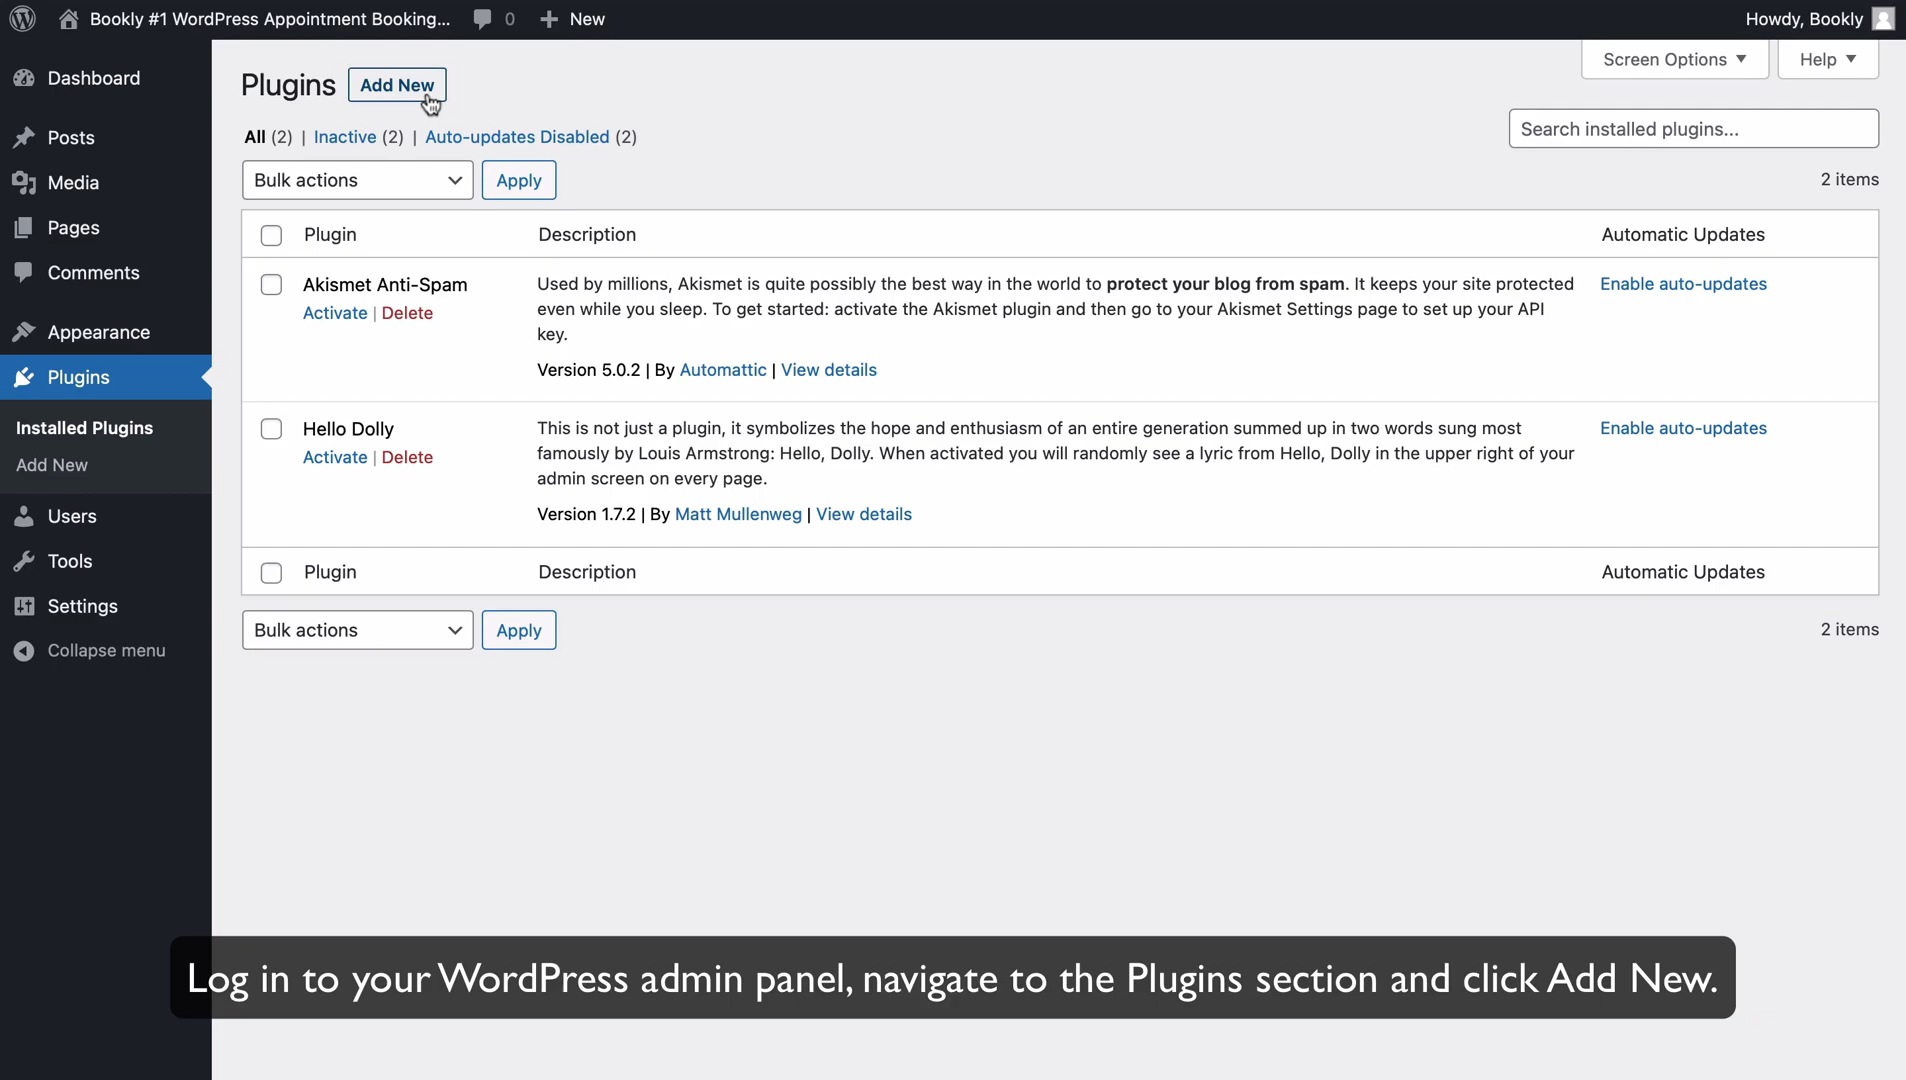 Bookly #1 WordPress Appointment Booking... 0 New Howdy, Bookly
Dashboard
Posts
Media
Pages
Comments
Appearance
Plugins
Installed Plugins
Add New
Users
Tools
Settings
Collapse menu
Screen Options Help
Plugins Add New
All (2) | Inactive (2) | Auto-updates Disabled (2)
Search installed plugins...
Bulk actions Apply 2 items
Plugin Description Automatic Updates
Akismet Anti-Spam
Activate | Delete
Used by millions, Akismet is quite possibly the best way in the world to protect your blog from spam. It keeps your site protected
even while you sleep. To get started: activate the Akismet plugin and then go to your Akismet Settings page to set up your API
key.
Version 5.0.2 | By Automattic | View details
Enable auto-updates
Hello Dolly
Activate | Delete
This is not just a plugin, it symbolizes the hope and enthusiasm of an entire generation summed up in two words sung most
famously by Louis Armstrong: Hello, Dolly. When activated you will randomly see a lyric from Hello, Dolly in the upper right of your
admin screen on every page.
Version 1.7.2 | By Matt Mullenweg | View details
Enable auto-updates
Plugin Description Automatic Updates
Bulk actions Apply 2 items
Log in to your WordPress admin panel, navigate to the Plugins section and click Add New.